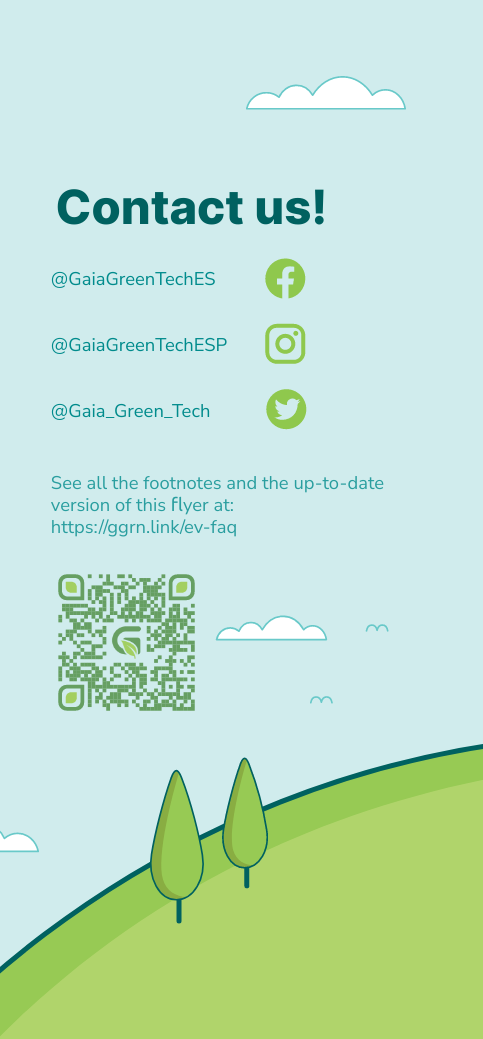 Contact us!
@GaiaGreenTechES
@GaiaGreenTechESP
@Gaia_Green_Tech
See all the footnotes and the up-to-date
version of this flyer at:
https://ggrn.link/ev-faq